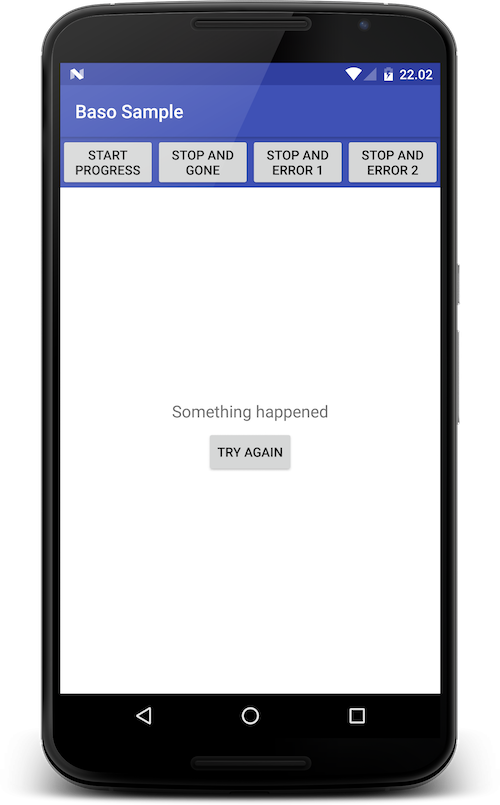 22.02
Baso Sample
START
PROGRESS
STOP AND
GONE
STOP AND
ERROR 1
STOP AND
ERROR 2
Something happened
TRY AGAIN